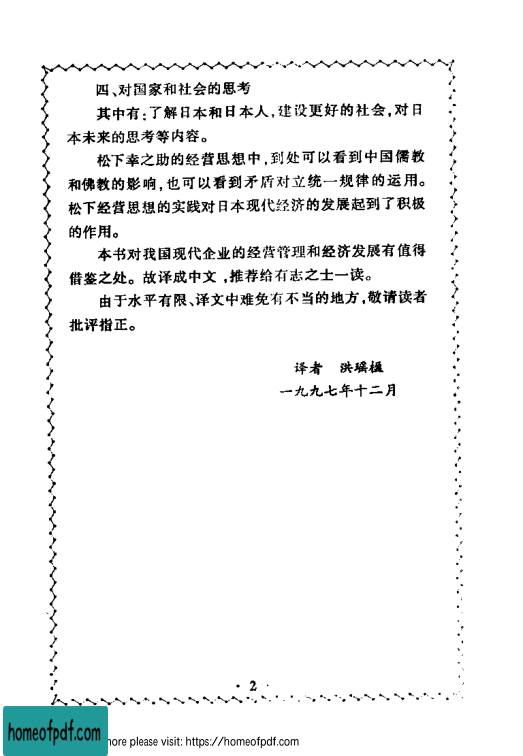 四、对国家和社会的思考
其中有:了解日本和日本人,建设更好的社会,对日
本未来的思考等内容。
松下幸之助的经营思想中,到处可以看到中国儒教
和佛教的影响,也可以看到矛盾对立统一规律的运用。
松下经营思想的实践对日本现代经济的发展起到了积极
的作用。
本书对我国现代企业的经营管理和经济发展有值得
借鉴之处。故译成中文,推荐给有志之士一读。
由于水平有限、译文中难免有不当的地方,敬请读者
批评指正。
译者 洪瑶楹
一九九七年十二月
· 2 ·
homeofpdf.com
more please visit: https://homeofpdf.com